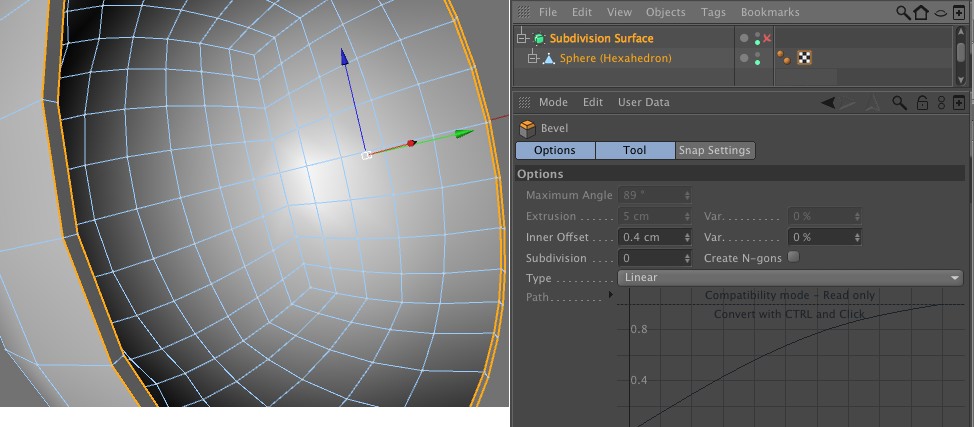 File Edit View Objects Tags Bookmarks
Subdivision Surface
Sphere (Hexahedron)
Mode Edit User Data
Bevel
Options Tool Snap Settings
Options
Maximum Angle 89 °
Extrusion . . . . . . 5 cm Var. . . . . . . . . . 0 %
Inner Offset . . . . 0.4 cm Var. . . . . . . . . . 0 %
Subdivision . . . . 0 Create N-gons
Type . . . . . . . . . . Linear
Path. . . . . . . . . . Compatibility mode - Read only
Convert with CTRL and Click
0.8
0.4